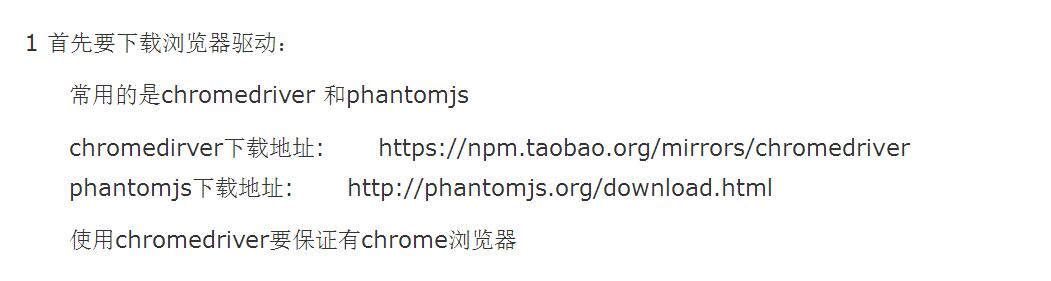 1 首先要下载浏览器驱动:
常用的是chromedriver 和phantomjs
chromedirver下载地址: https://npm.taobao.org/mirrors/chromedriver
phantomjs下载地址: http://phantomjs.org/download.html
使用chromedriver要保证有chrome浏览器